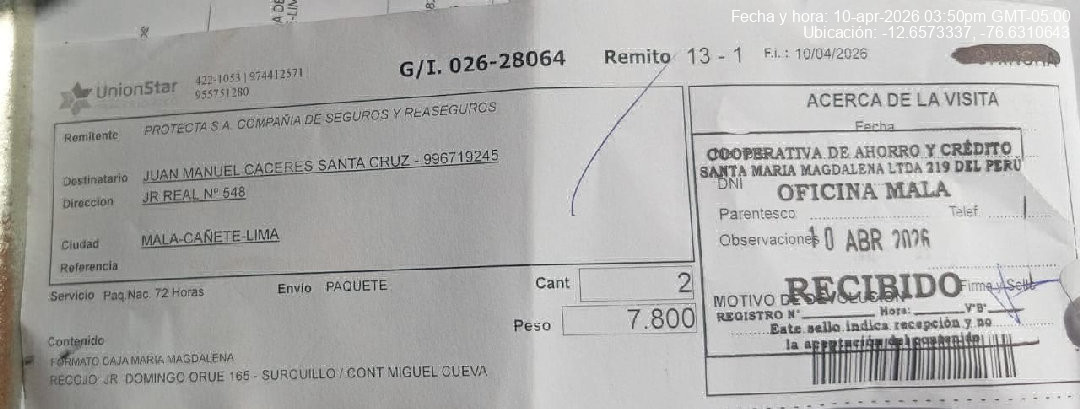 Fecha y hora: 10-apr-2026 03:50pm GMT-05:00
Ubicación: -12.6573337, -76.6310643
UnionStar
422-1053 | 974412571
955751280
G/I. 026-28064
Remito 13 - 1
F.i.: 10/04/2026
Remitente PROTECTA S.A. COMPAÑIA DE SEGUROS Y REASEGUROS
Destinatario JUAN MANUEL CACERES SANTA CRUZ - 996719245
Direccion JR REAL N° 548
Ciudad MALA-CAÑETE-LIMA
Referencia
Servicio Paq.Nac. 72 Horas
Envio PAQUETE
Cant 2
Peso 7.800
Contenido
FORMATO CAJA MARIA MAGDALENA
RECOJO JR DOMINGO ORUE 165 - SURQUILLO / CONT MIGUEL CUEVA
ACERCA DE LA VISITA
Fecha
COOPERATIVA DE AHORRO Y CRÉDITO
SANTA MARIA MAGDALENA LTDA 219 DEL PERÚ
DNI
OFICINA MALA
Parentesco Telef
Observaciones
10 ABR 2026
RECIBIDO
Firma y Sello
MOTIVO DE DEVOLUCION
REGISTRO N° Hora: V°B°
Este sello indica recepción y no
la aceptación del contenido